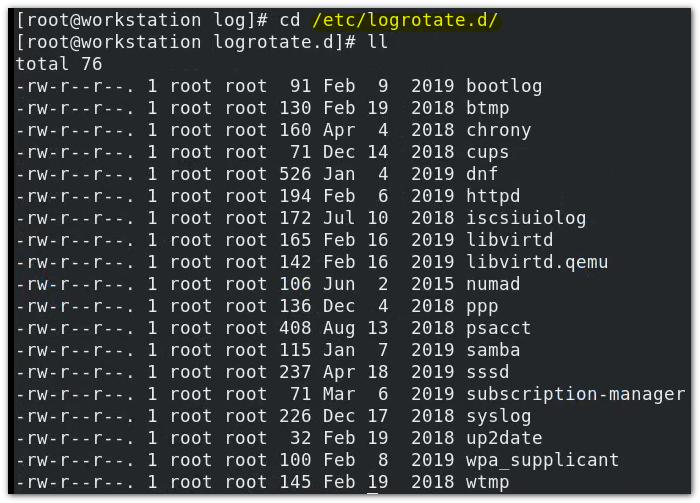 [root@workstation log]# cd /etc/logrotate.d/
[root@workstation logrotate.d]# ll
total 76
-rw-r--r--. 1 root root  91 Feb  9  2019 bootlog
-rw-r--r--. 1 root root 130 Feb 19  2018 btmp
-rw-r--r--. 1 root root 160 Apr  4  2018 chrony
-rw-r--r--. 1 root root  71 Dec 14  2018 cups
-rw-r--r--. 1 root root 526 Jan  4  2019 dnf
-rw-r--r--. 1 root root 194 Feb  6  2019 httpd
-rw-r--r--. 1 root root 172 Jul 10  2018 iscsiuiolog
-rw-r--r--. 1 root root 165 Feb 16  2019 libvirtd
-rw-r--r--. 1 root root 142 Feb 16  2019 libvirtd.qemu
-rw-r--r--. 1 root root 106 Jun  2  2015 numad
-rw-r--r--. 1 root root 136 Dec  4  2018 ppp
-rw-r--r--. 1 root root 408 Aug 13  2018 psacct
-rw-r--r--. 1 root root 115 Jan  7  2019 samba
-rw-r--r--. 1 root root 237 Apr 18  2019 sssd
-rw-r--r--. 1 root root  71 Mar  6  2019 subscription-manager
-rw-r--r--. 1 root root 226 Dec 17  2018 syslog
-rw-r--r--. 1 root root  32 Feb 19  2018 up2date
-rw-r--r--. 1 root root 100 Feb  8  2019 wpa_supplicant
-rw-r--r--. 1 root root 145 Feb 19  2018 wtmp